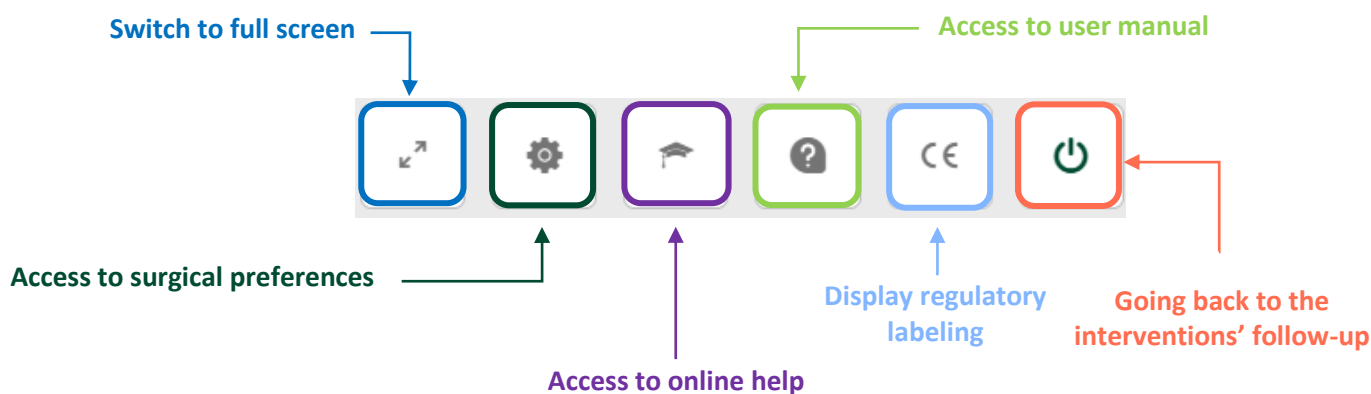 Switch to full screen
Access to user manual
?
CE
Access to surgical preferences
Display regulatory
labeling
Going back to the
interventions’ follow-up
Access to online help